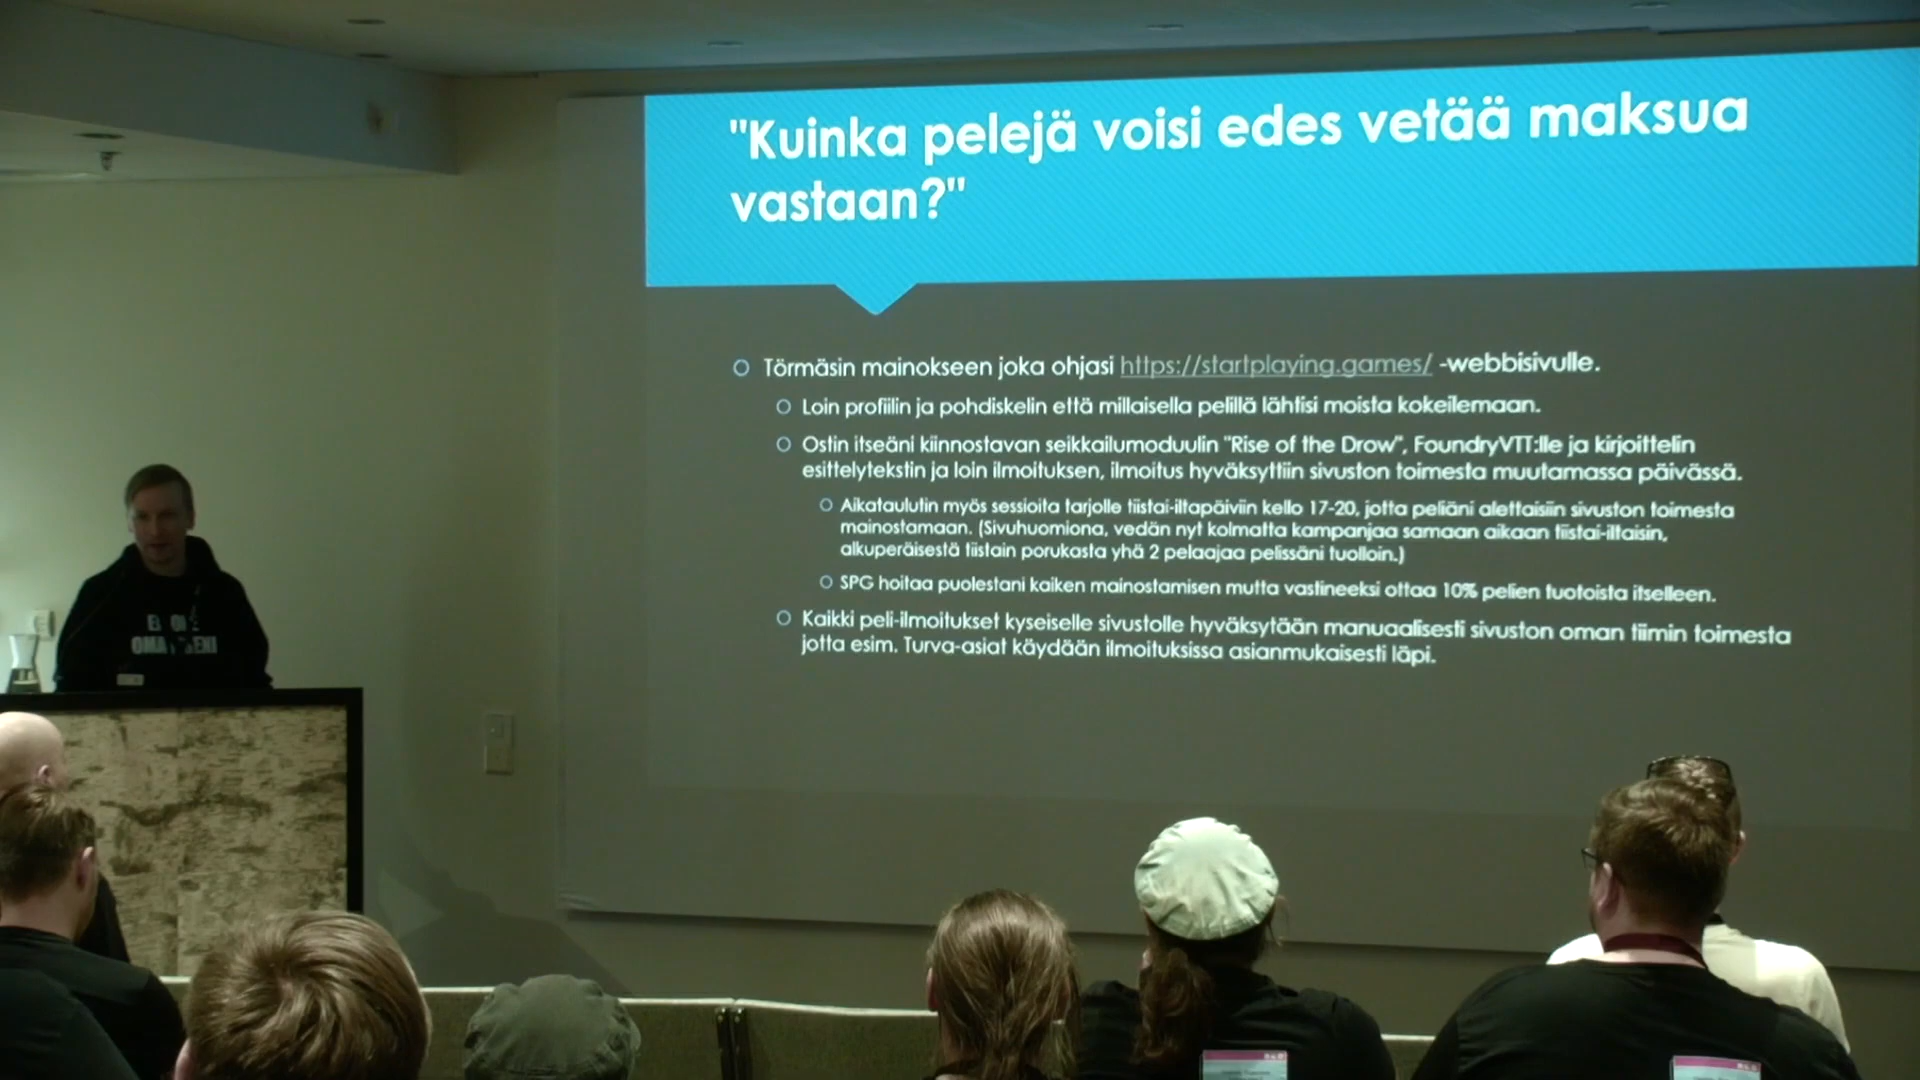 "Kuinka pelejä voisi edes vetää maksua
vastaan?"
Törmäsin mainokseen joka ohjasi https://startplaying.games/ -webbisivulle.
Loin profiilin ja pohdiskelin että millaisella pelillä lähtisi moista kokeilemaan.
Ostin itseäni kiinnostavan seikkailumoduulin "Rise of the Drow", FoundryVTT:lle ja kirjoittelin
esittelytekstin ja loin ilmoituksen, ilmoitus hyväksyttiin sivuston toimesta muutamassa päivässä.
Aikataulutin myös sessioita tarjolle tiistai-iltapäiviin kello 17-20, jotta peliäni alettaisiin sivuston toimesta
mainostamaan. (Sivuhuomiona, vedän nyt kolmatta kampanjaa samaan aikaan tiistai-iltaisin,
alkuperäisestä tiistain porukasta yhä 2 pelaajaa pelissäni tuolloin.)
SPG hoitaa puolestani kaiken mainostamisen mutta vastineeksi ottaa 10% pelien tuotoista itselleen.
Kaikki peli-ilmoitukset kyseiselle sivustolle hyväksytään manuaalisesti sivuston oman tiimin toimesta
jotta esim. Turva-asiat käydään ilmoituksissa asianmukaisesti läpi.